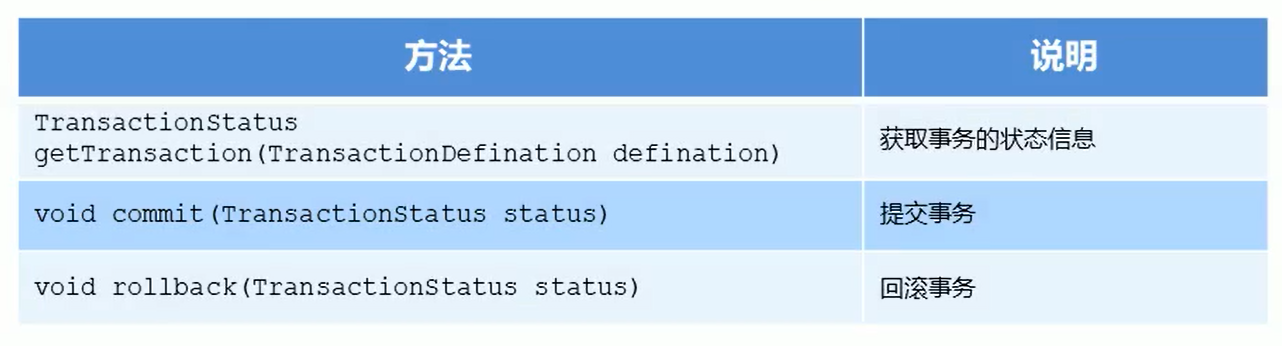 方法
说明
TransactionStatus
getTransaction(TransactionDefination defination)
获取事务的状态信息
void commit(TransactionStatus status)
提交事务
void rollback(TransactionStatus status)
回滚事务